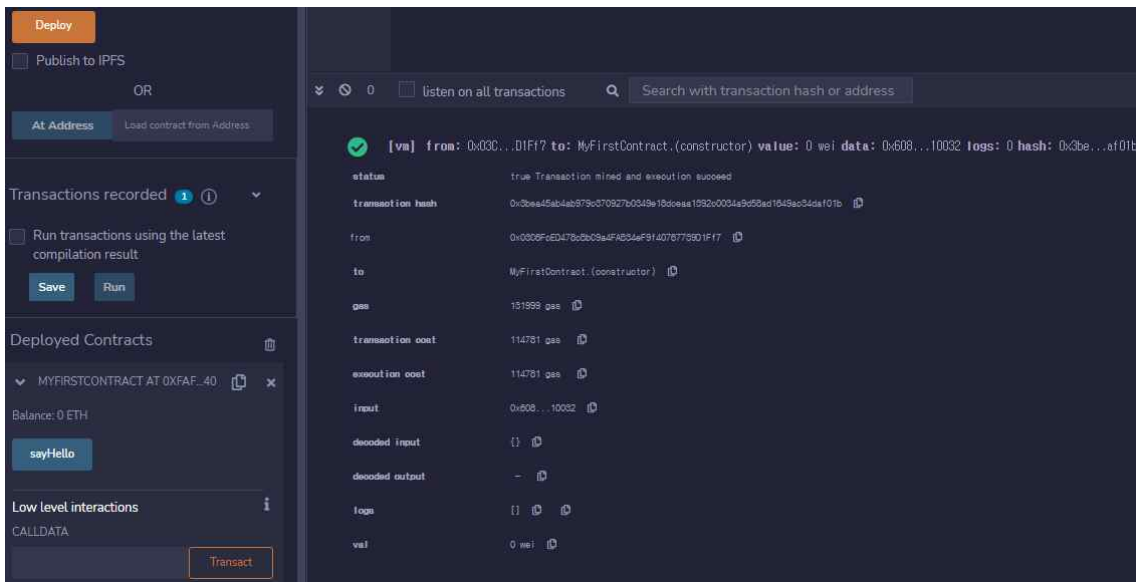 Deploy
Publish to IPFS
OR
At Address
Load contract from Address
Transactions recorded 1
Run transactions using the latest
compilation result
Save
Run
Deployed Contracts
MYFIRSTCONTRACT AT 0XFAF...40
Balance: 0 ETH
sayHello
Low level interactions
CALLDATA
Transact
0
listen on all transactions
Search with transaction hash or address
[vm] from: 0x03C...D1Ff7 to: MyFirstContract.(constructor) value: 0 wei data: 0x608...10032 logs: 0 hash: 0x3be...af01b
status true Transaction mined and execution succeed
transaction hash
from
to MyFirstContract.(constructor)
gas 131999 gas
transaction cost 114781 gas
execution cost 114781 gas
input 0x608...10032
decoded input {}
decoded output -
logs []
val 0 wei